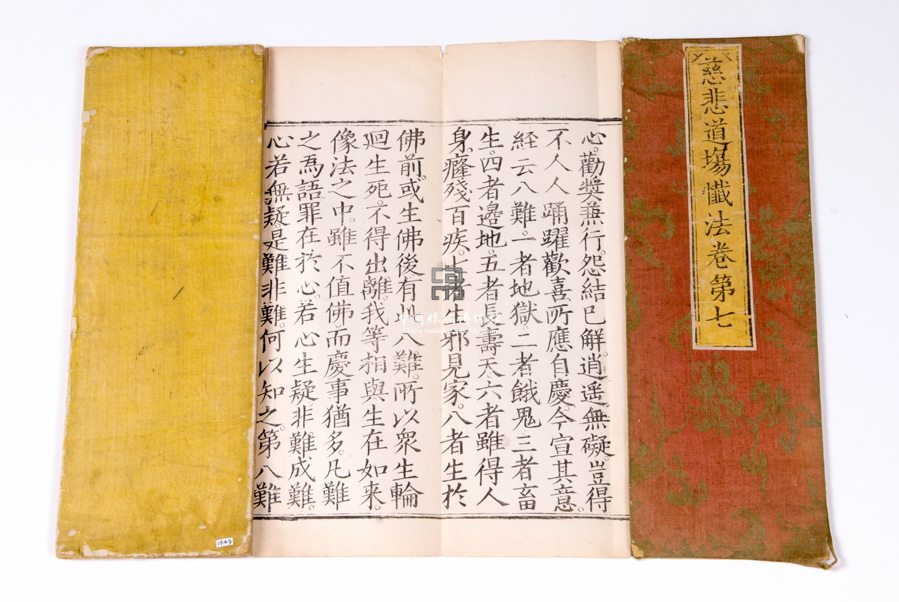 慈悲道場懺法卷第七
心。勸奬兼行。怨結已解。逍遥無礙。豈得
不人人踊躍歡喜。所應自慶。今宣其意。
経云八難。一者地獄。二者餓鬼。三者畜
生。四者邉地。五者長壽天。六者雖得人
身。癃殘百疾。七者生邪見家。八者生於
佛前。或生佛後。有此八難。所以衆生輪
迴生死。不得出離。我等相與生在如来。
像法之中。雖不值佛。而慶事猶多。凡難
之為語。罪在於心。若心生疑。非難成難。
心若無疑。是難非難。何以知之。第八難